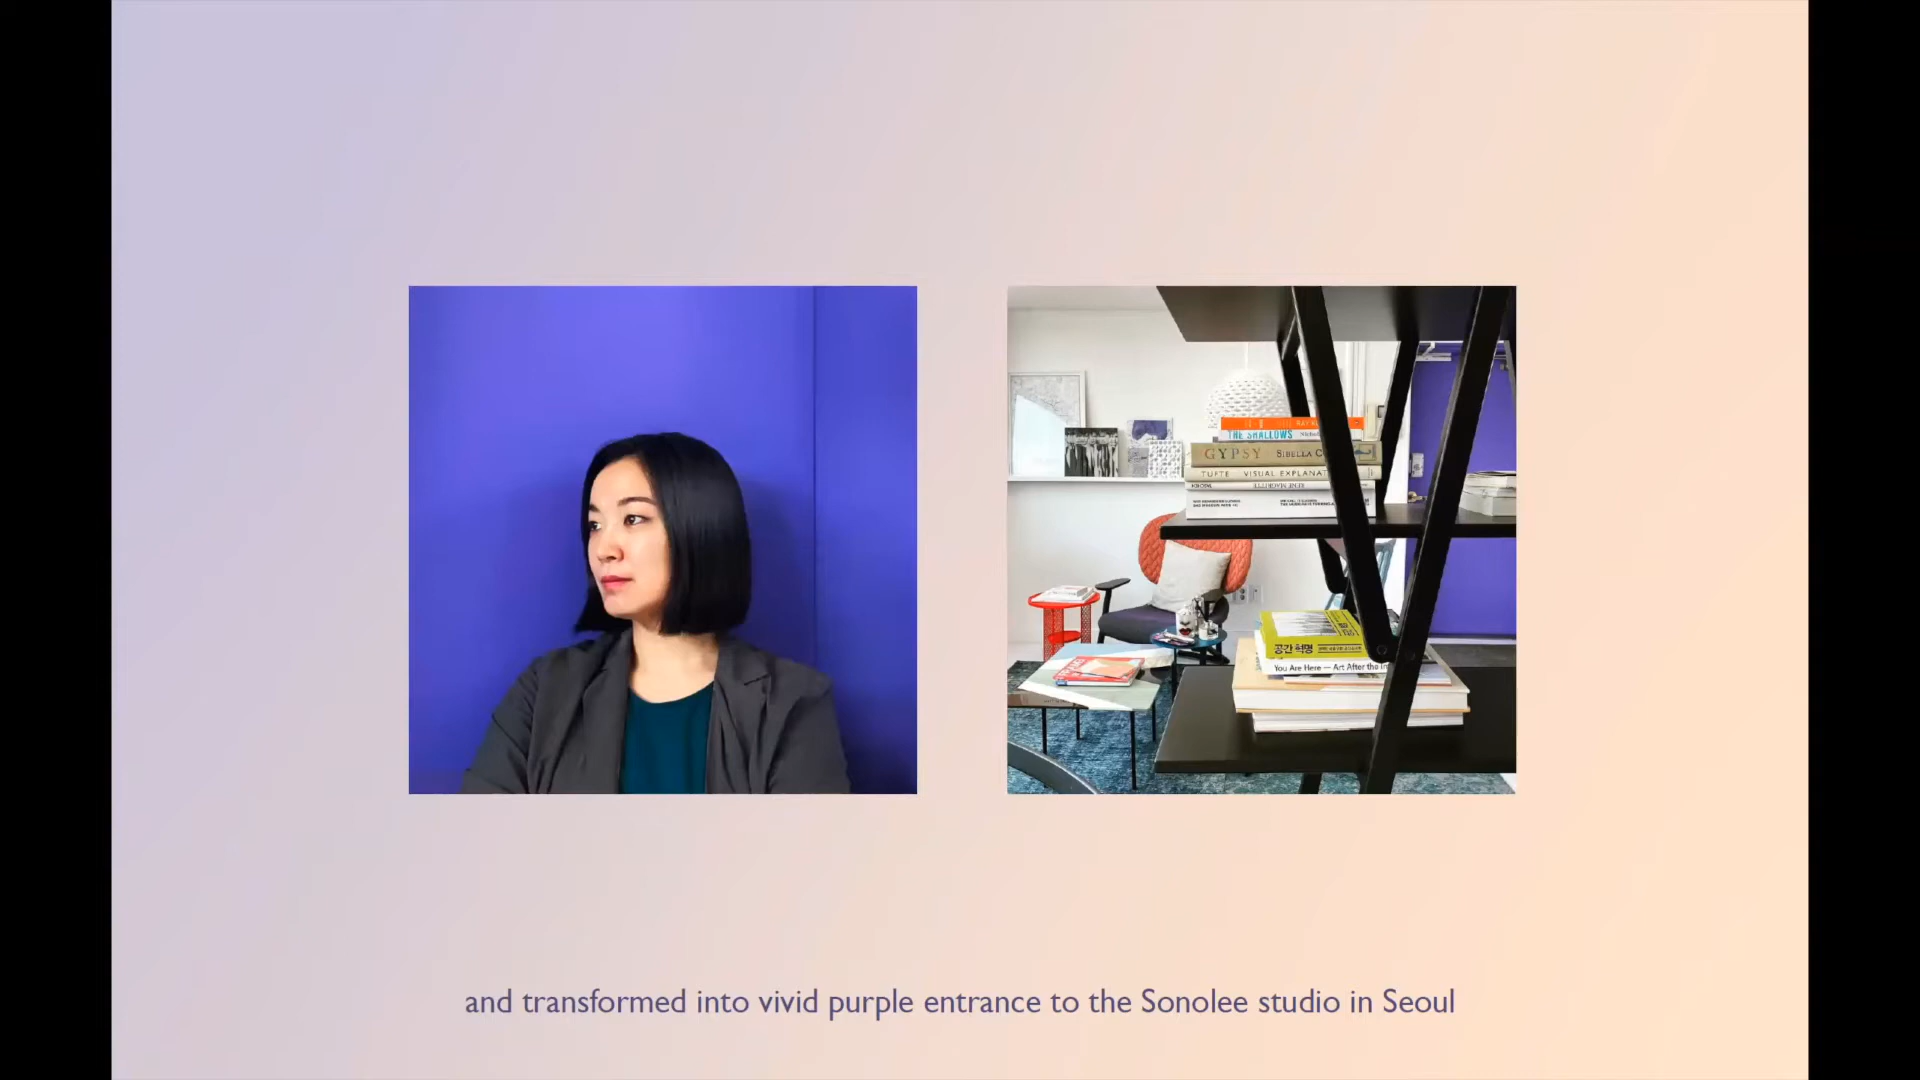 THE SHALLOWS
GYPSY SIBELLA C
TUFTE VISUAL EXPLANAT
공간 혁명
You Are Here — Art After the In
and transformed into vivid purple entrance to the Sonolee studio in Seoul